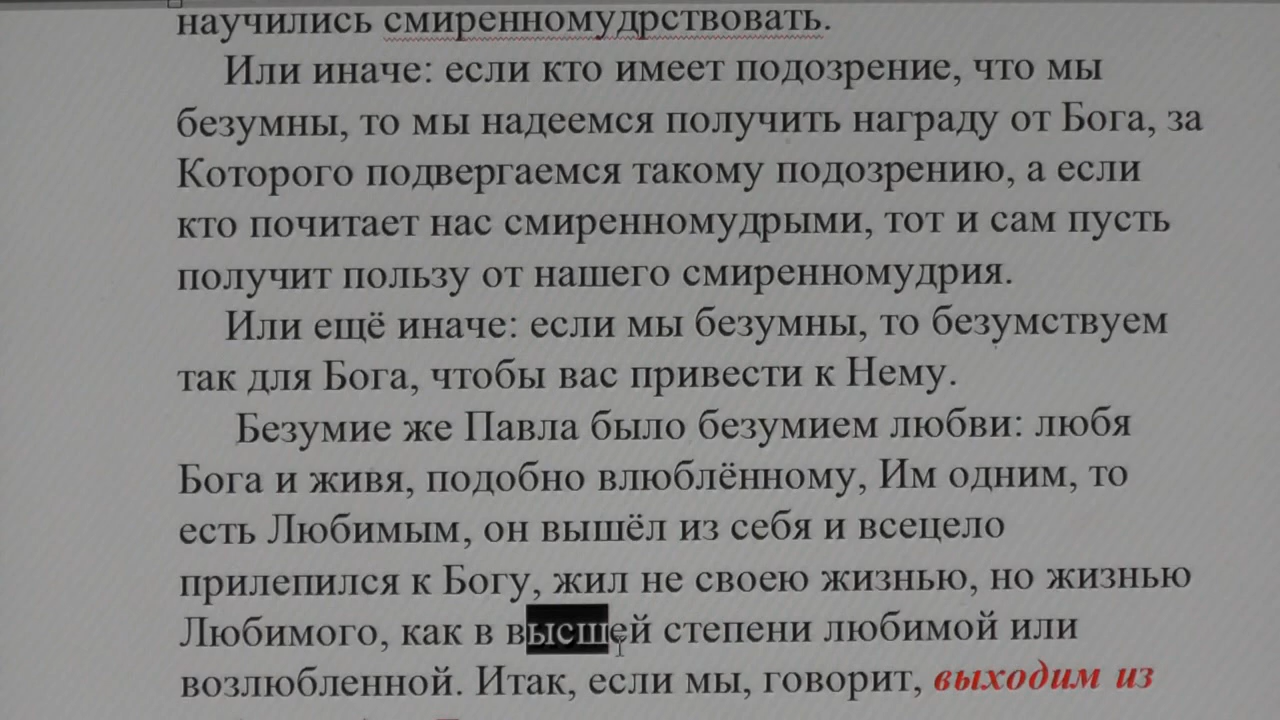 научились смиренномудрствовать.
Или иначе: если кто имеет подозрение, что мы
безумны, то мы надеемся получить награду от Бога, за
Которого подвергаемся такому подозрению, а если
кто почитает нас смиренномудрыми, тот и сам пусть
получит пользу от нашего смиренномудрия.
Или ещё иначе: если мы безумны, то безумствуем
так для Бога, чтобы вас привести к Нему.
Безумие же Павла было безумием любви: любя
Бога и живя, подобно влюблённому, Им одним, то
есть Любимым, он вышёл из себя и всецело
прилепился к Богу, жил не своею жизнью, но жизнью
Любимого, как в высшей степени любимой или
возлюбленной. Итак, если мы, говорит, выходим из